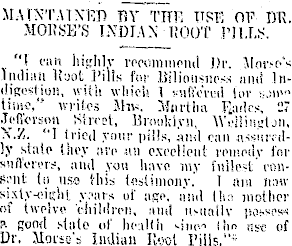 MAINTAINED BY THE USE OF DR.
MORSE'S INDIAN ROOT PILLS.
"I can highly recommend Dr. Morse's
Indian Root Pills for Biliousness and In-
digestion, with which I suffered for some
time," writes Mrs. Martha Eades, 27
Jefferson Street, Brooklyn, Wellington,
N.Z. "I tried your pills, and can assured-
ly state they are an excellent remedy for
sufferers, and you have my fullest con-
sent to use this testimony. I am now
sixty-eight years of age, and the mother
of twelve children, and usually possess
a good state of health since the use of
Dr. Morse's Indian Root Pills."